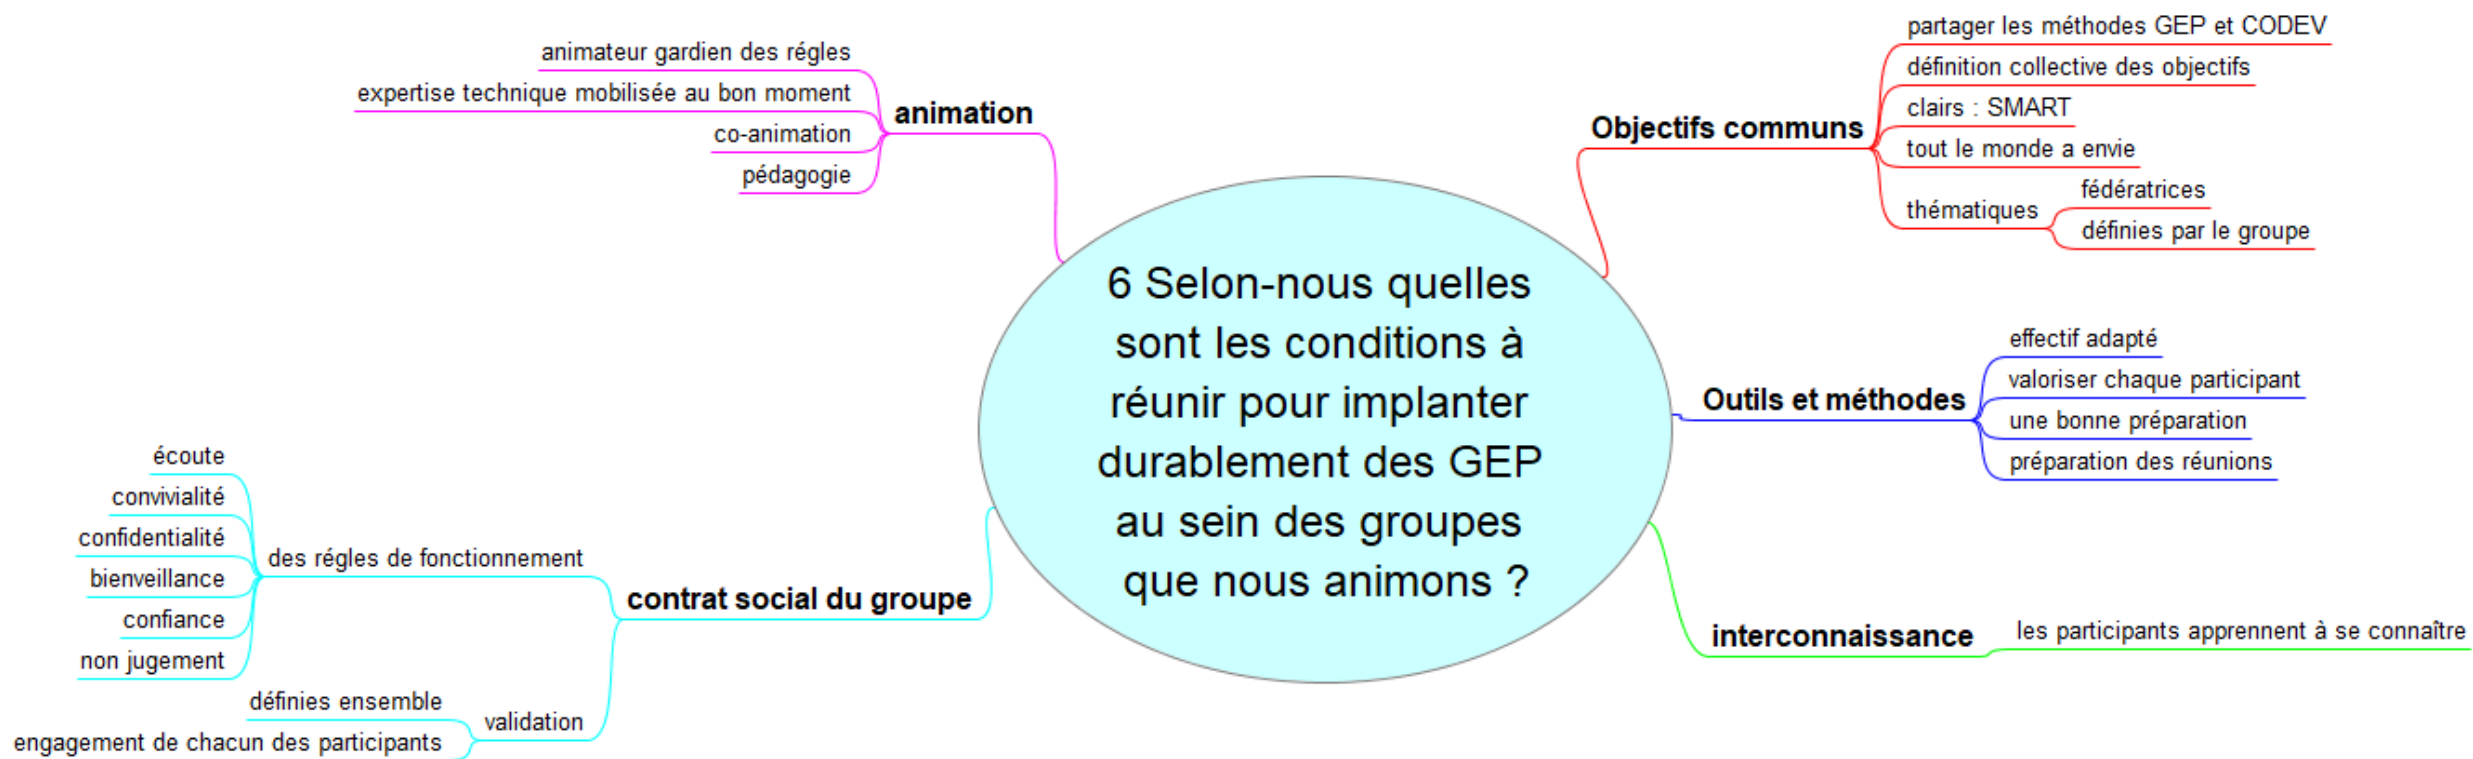 6 Selon-nous quelles
sont les conditions à
réunir pour implanter
durablement des GEP
au sein des groupes
que nous animons ?
Objectifs communs
partager les méthodes GEP et CODEV
définition collective des objectifs
clairs : SMART
tout le monde a envie
thématiques
fédératrices
définies par le groupe
Outils et méthodes
effectif adapté
valoriser chaque participant
une bonne préparation
préparation des réunions
interconnaissance
les participants apprennent à se connaître
animation
animateur gardien des régles
expertise technique mobilisée au bon moment
co-animation
pédagogie
contrat social du groupe
des régles de fonctionnement
écoute
convivialité
confidentialité
bienveillance
confiance
non jugement
validation
définies ensemble
engagement de chacun des participants